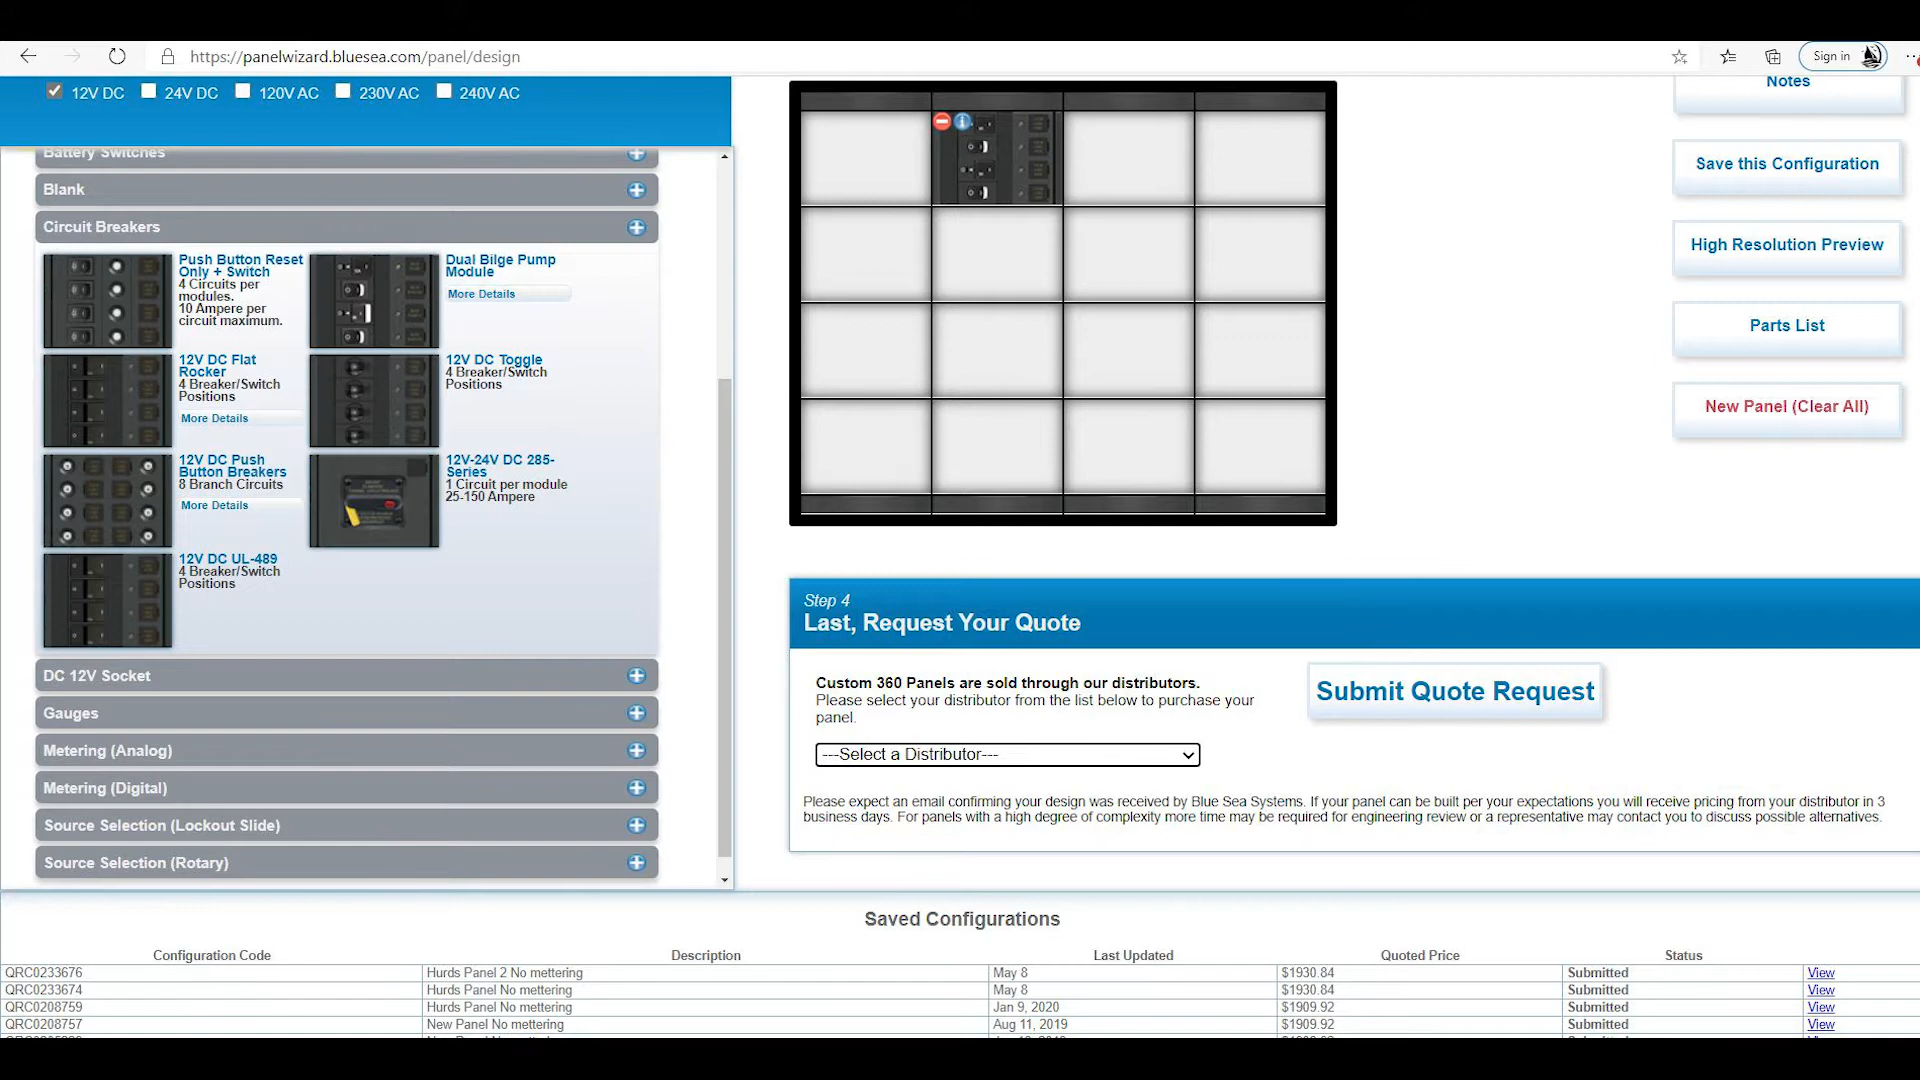 https://panelwizard.bluesea.com/panel/design
Sign in
12V DC
24V DC
120V AC
230V AC
240V AC
Battery Switches
Blank
Circuit Breakers
Push Button Reset
Only + Switch
4 Circuits per
modules.
10 Ampere per
circuit maximum.
Dual Bilge Pump
Module
More Details
12V DC Flat
Rocker
4 Breaker/Switch
Positions
More Details
12V DC Toggle
4 Breaker/Switch
Positions
12V DC Push
Button Breakers
8 Branch Circuits
More Details
12V-24V DC 285-
Series
1 Circuit per module
25-150 Ampere
12V DC UL-489
4 Breaker/Switch
Positions
DC 12V Socket
Gauges
Metering (Analog)
Metering (Digital)
Source Selection (Lockout Slide)
Source Selection (Rotary)
Notes
Save this Configuration
High Resolution Preview
Parts List
New Panel (Clear All)
Step 4
Last, Request Your Quote
Custom 360 Panels are sold through our distributors.
Please select your distributor from the list below to purchase your
panel.
---Select a Distributor---
Submit Quote Request
Please expect an email confirming your design was received by Blue Sea Systems. If your panel can be built per your expectations you will receive pricing from your distributor in 3
business days. For panels with a high degree of complexity more time may be required for engineering review or a representative may contact you to discuss possible alternatives.
Saved Configurations
Configuration Code Description Last Updated Quoted Price Status
QRC0233676 Hurds Panel 2 No mettering May 8 $1930.84 Submitted View
QRC0233674 Hurds Panel No mettering May 8 $1930.84 Submitted View
QRC0208759 Hurds Panel No mettering Jan 9, 2020 $1909.92 Submitted View
QRC0208757 New Panel No mettering Aug 11, 2019 $1909.92 Submitted View